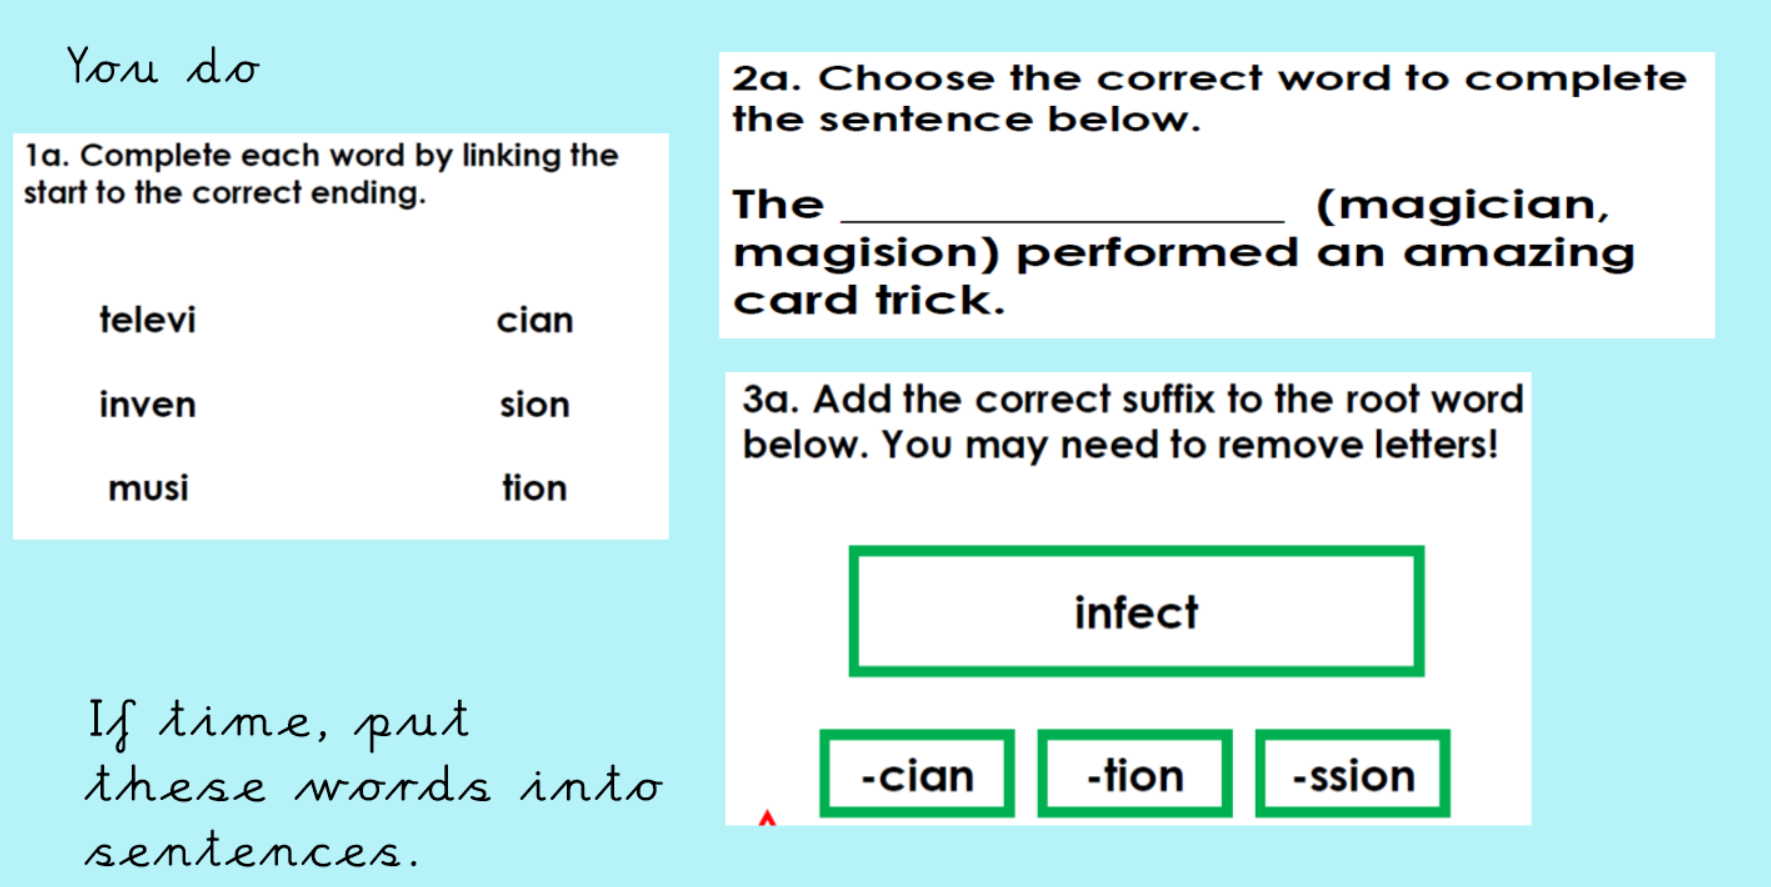 You do
1a. Complete each word by linking the
start to the correct ending.
televi cian
inven sion
musi tion
If time, put
these words into
sentences.
2a. Choose the correct word to complete
the sentence below.
The ________________ (magician,
magision) performed an amazing
card trick.
3a. Add the correct suffix to the root word
below. You may need to remove letters!
infect
-cian -tion -ssion